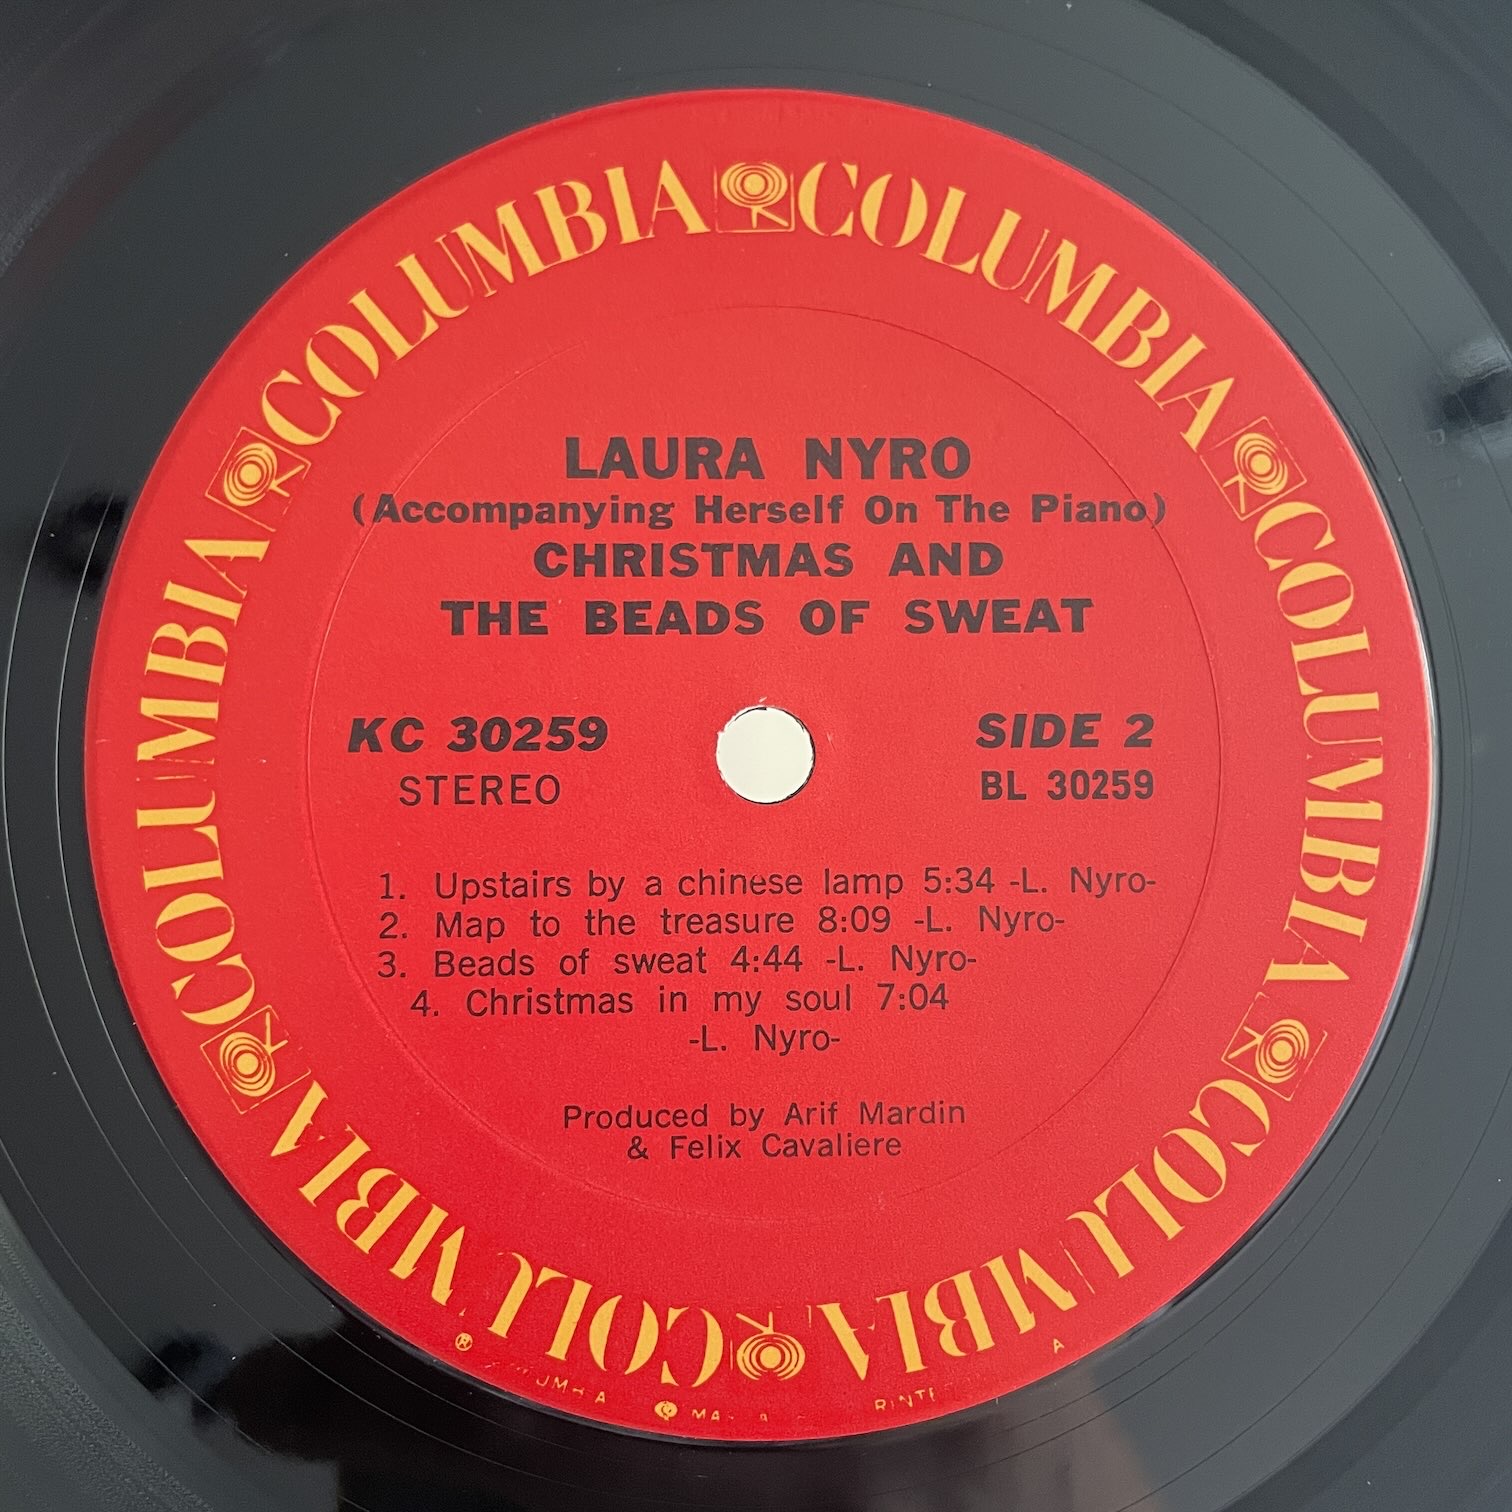 COLUMBIA COLUMBIA COLUMBIA COLUMBIA COLUMBIA COLUMBIA
LAURA NYRO
(Accompanying Herself On The Piano)
CHRISTMAS AND
THE BEADS OF SWEAT
KC 30259
STEREO
SIDE 2
BL 30259
1. Upstairs by a chinese lamp 5:34 -L. Nyro-
2. Map to the treasure 8:09 -L. Nyro-
3. Beads of sweat 4:44 -L. Nyro-
4. Christmas in my soul 7:04
-L. Nyro-
Produced by Arif Mardin
& Felix Cavaliere
®